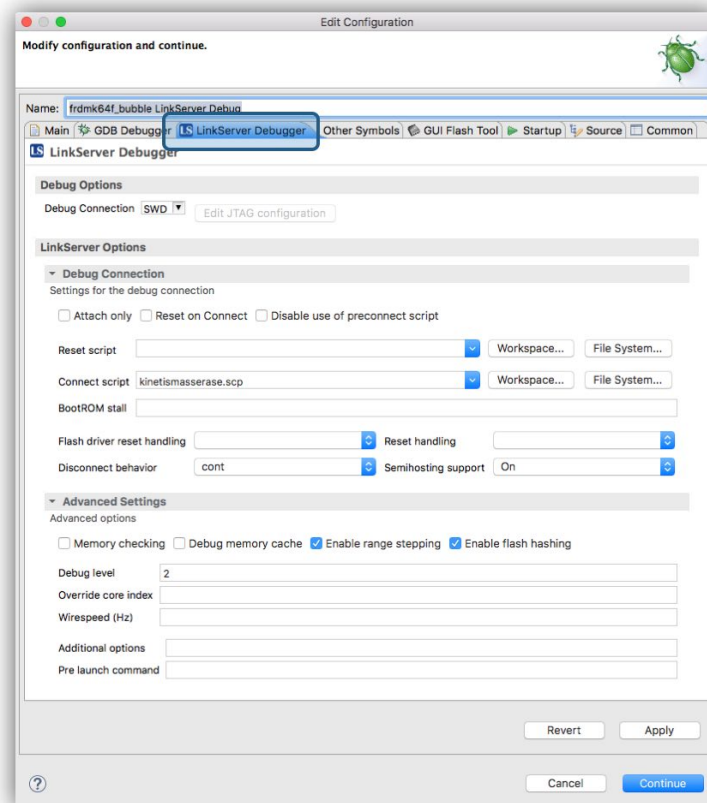 Edit Configuration
Modify configuration and continue.
Name: frdmk64f_bubble LinkServer Debug
Main GDB Debugger LS LinkServer Debugger Other Symbols GUI Flash Tool Startup Source Common
LS LinkServer Debugger
Debug Options
Debug Connection SWD Edit JTAG configuration
LinkServer Options
Debug Connection
Settings for the debug connection
Attach only Reset on Connect Disable use of preconnect script
Reset script Workspace... File System...
Connect script kinetismasserase.scp Workspace... File System...
BootROM stall
Flash driver reset handling Reset handling
Disconnect behavior cont Semihosting support On
Advanced Settings
Advanced options
Memory checking Debug memory cache Enable range stepping Enable flash hashing
Debug level 2
Override core index
Wirespeed (Hz)
Additional options
Pre launch command
Revert Apply
? Cancel Continue